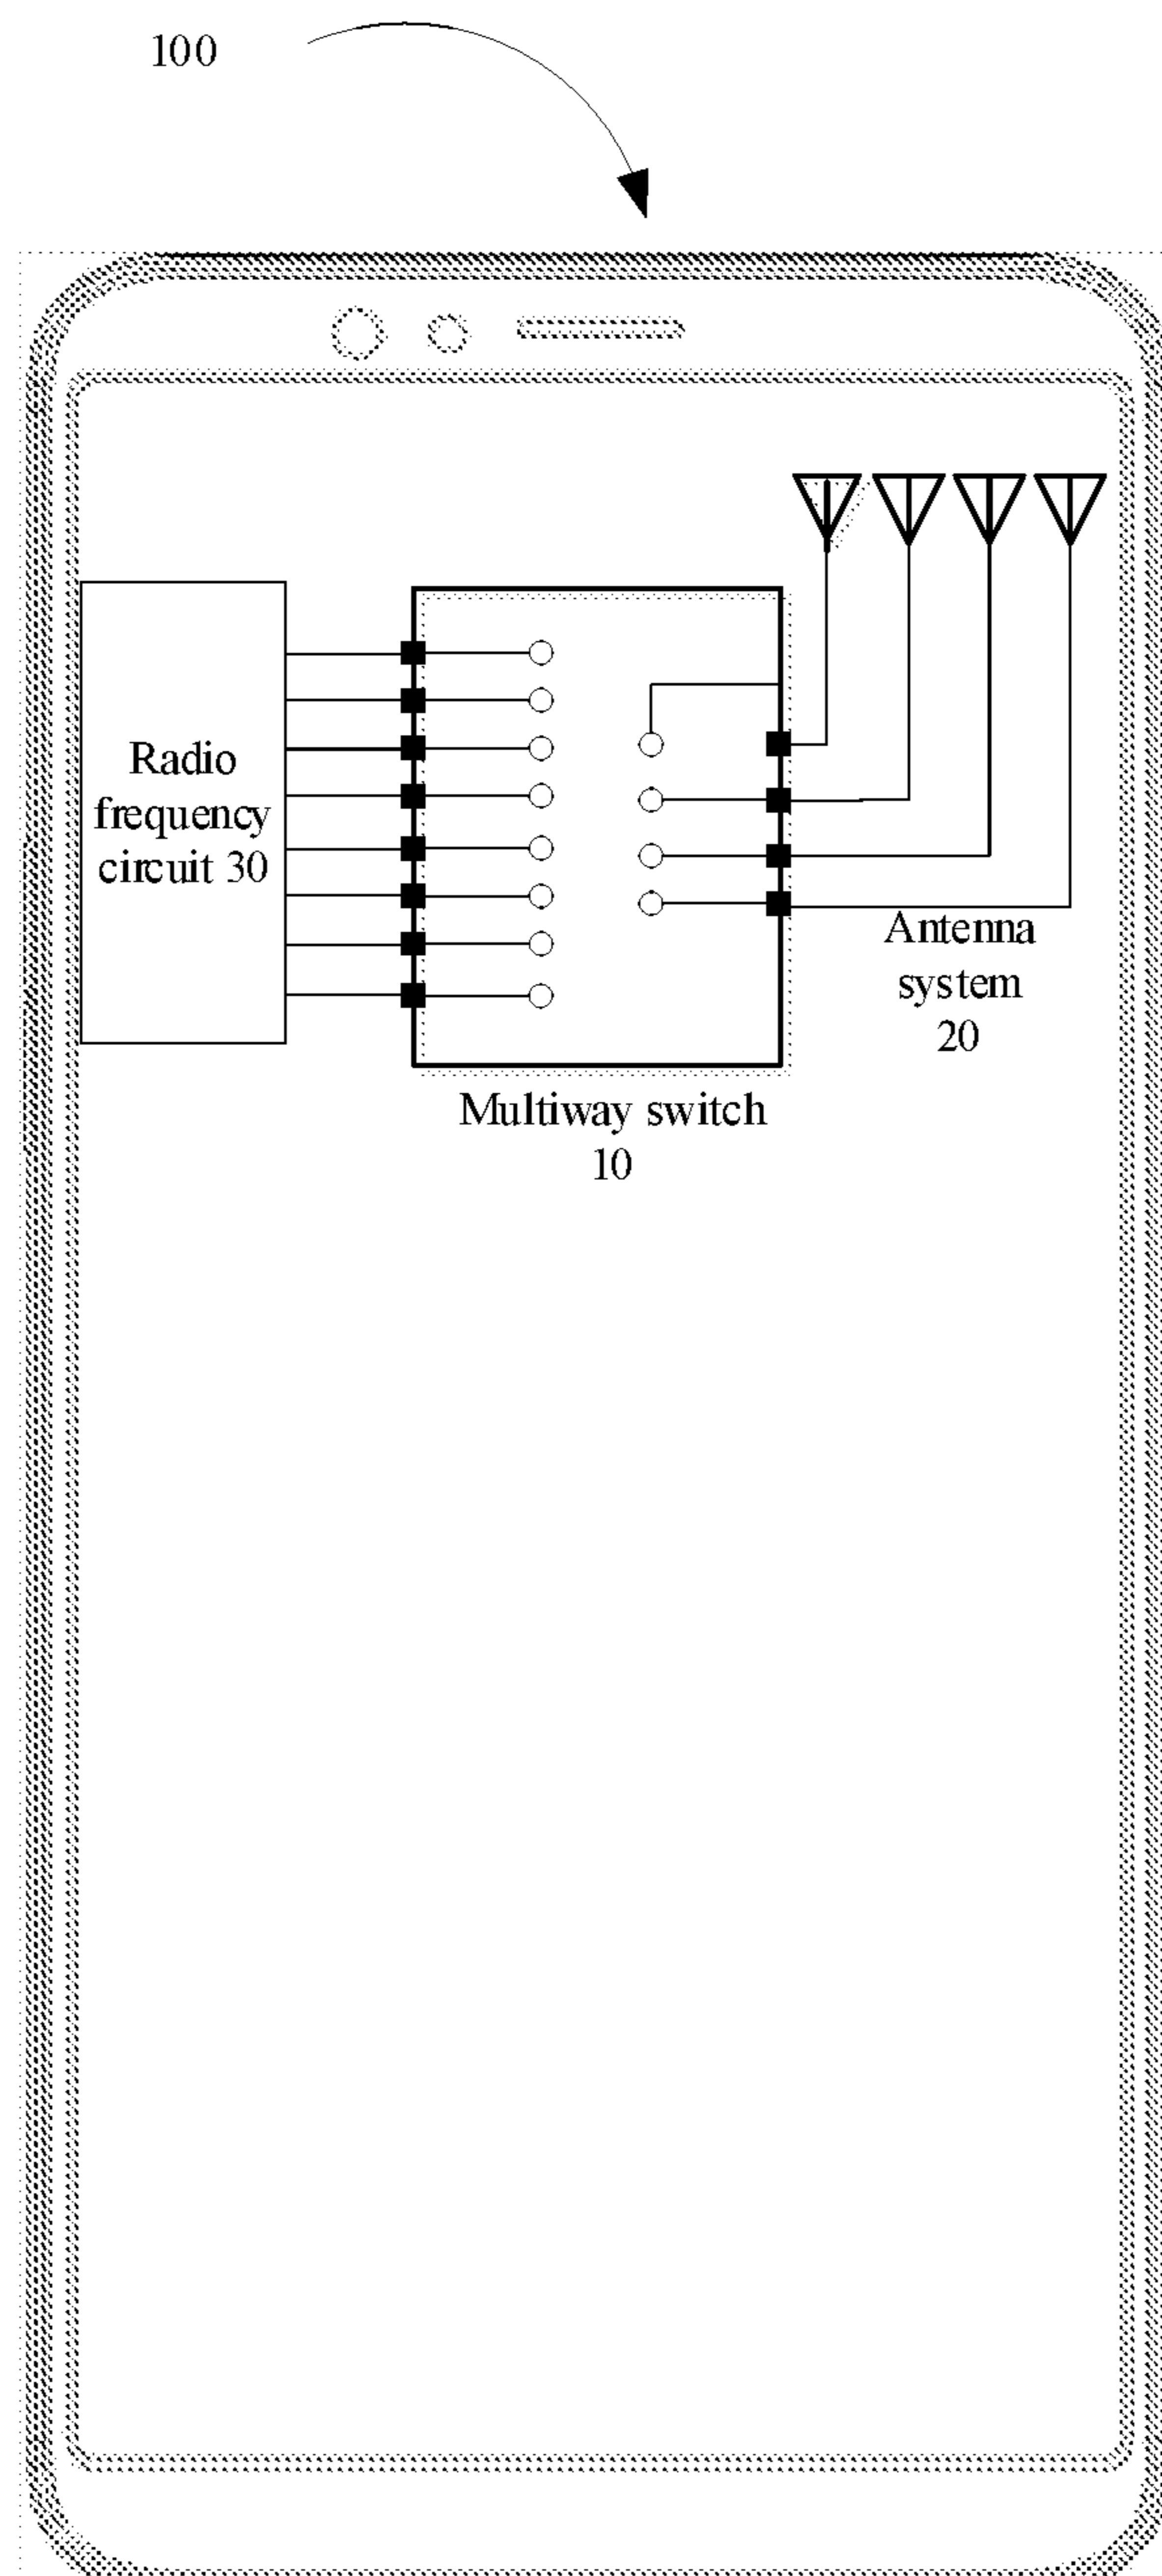 100
Radio
frequency
circuit 30
Antenna
system
20
Multiway switch
10